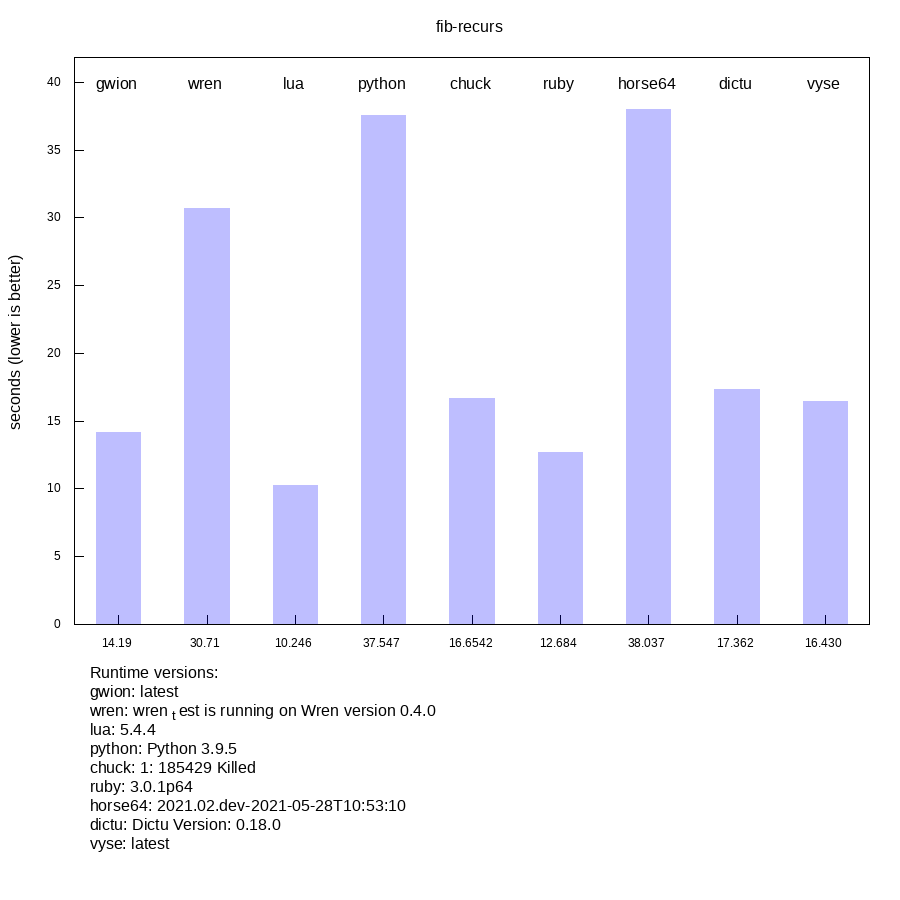 fib-recurs
gwion wren lua python chuck ruby horse64 dictu vyse
40
35
30
25
20
15
10
5
0
seconds (lower is better)
14.19 30.71 10.246 37.547 16.6542 12.684 38.037 17.362 16.430
Runtime versions:
gwion: latest
wren: wren test is running on Wren version 0.4.0
lua: 5.4.4
python: Python 3.9.5
chuck: 1: 185429 Killed
ruby: 3.0.1p64
horse64: 2021.02.dev-2021-05-28T10:53:10
dictu: Dictu Version: 0.18.0
vyse: latest